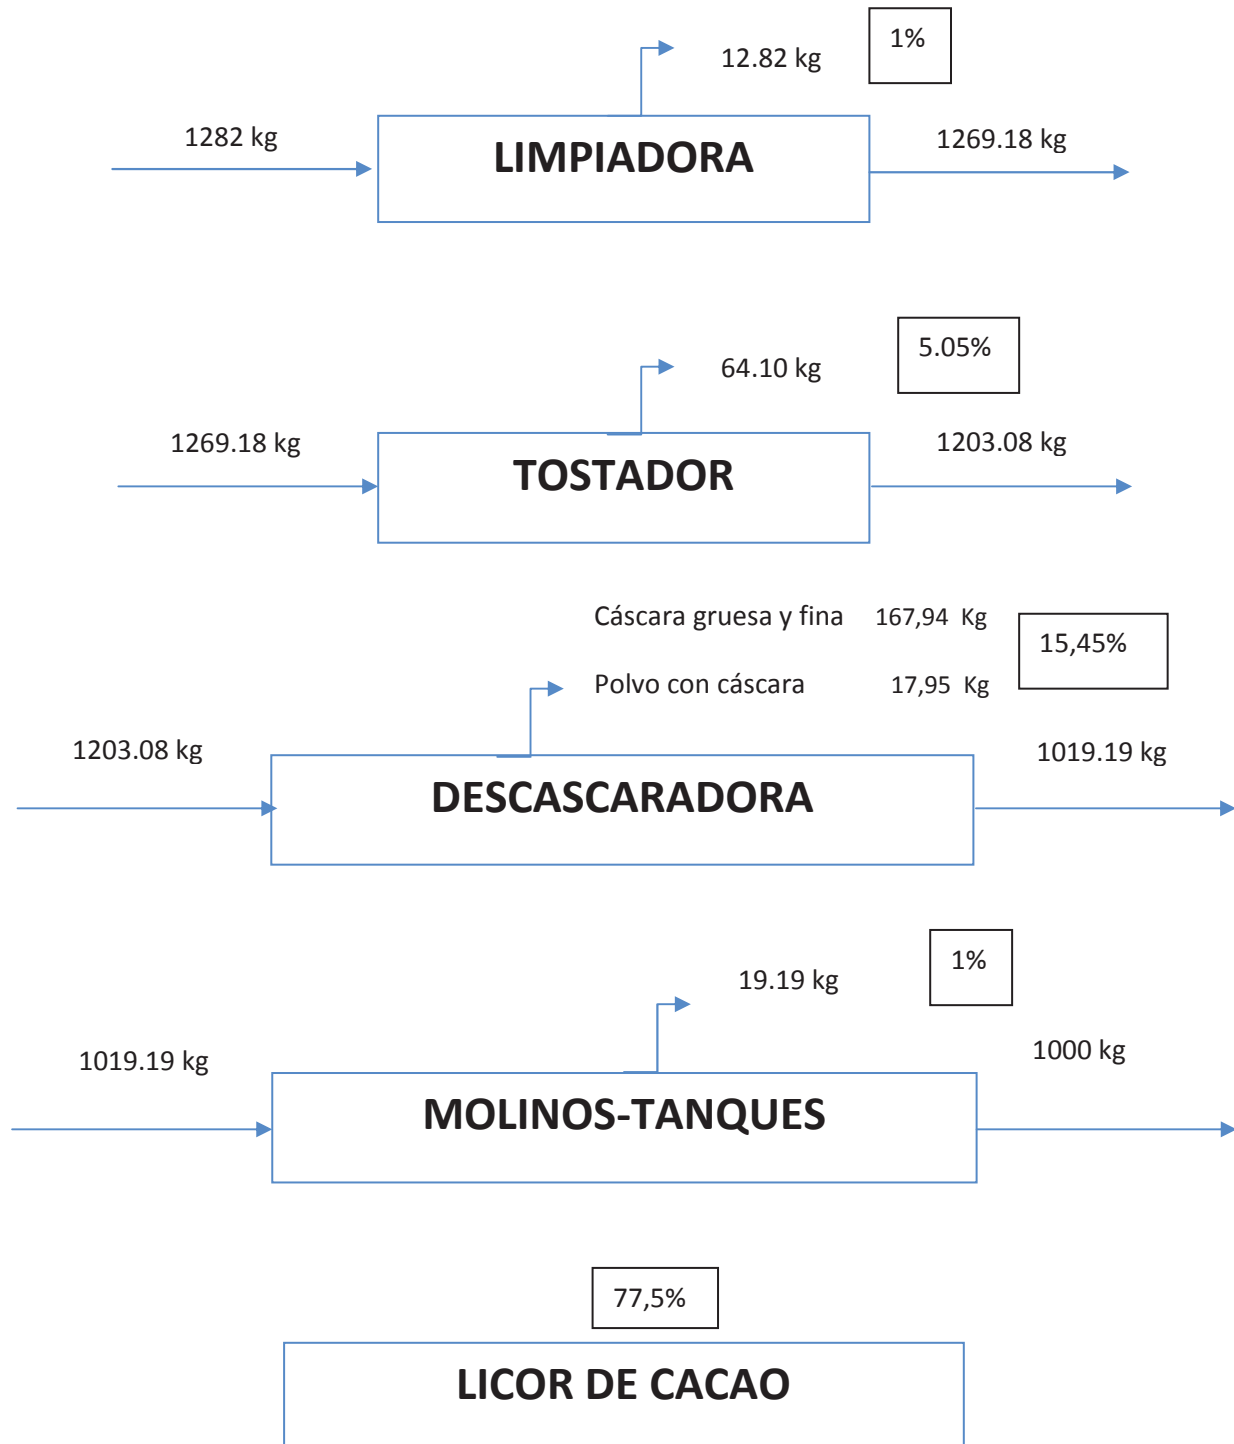 12.82 kg 1%
1282 kg LIMPIADORA 1269.18 kg
64.10 kg 5.05%
1269.18 kg TOSTADOR 1203.08 kg
Cáscara gruesa y fina 167,94 Kg 15,45%
Polvo con cáscara 17,95 Kg
1203.08 kg DESCASCARADORA 1019.19 kg
19.19 kg 1%
1019.19 kg MOLINOS-TANQUES 1000 kg
77,5%
LICOR DE CACAO